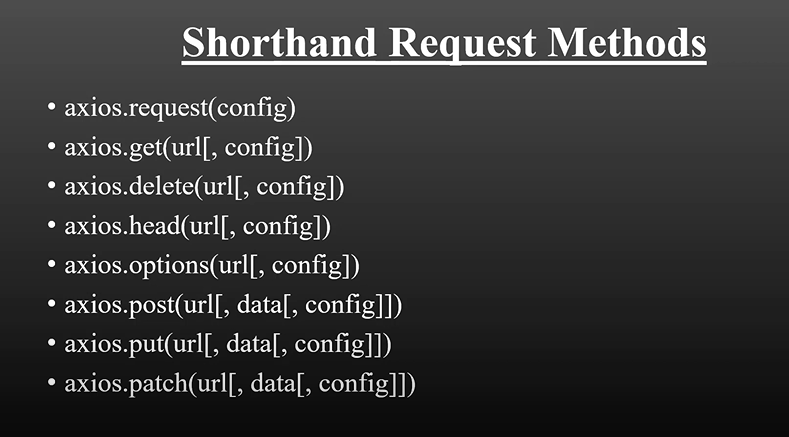 Shorthand Request Methods
• axios.request(config)
• axios.get(url[, config])
• axios.delete(url[, config])
• axios.head(url[, config])
• axios.options(url[, config])
• axios.post(url[, data[, config]])
• axios.put(url[, data[, config]])
• axios.patch(url[, data[, config]])